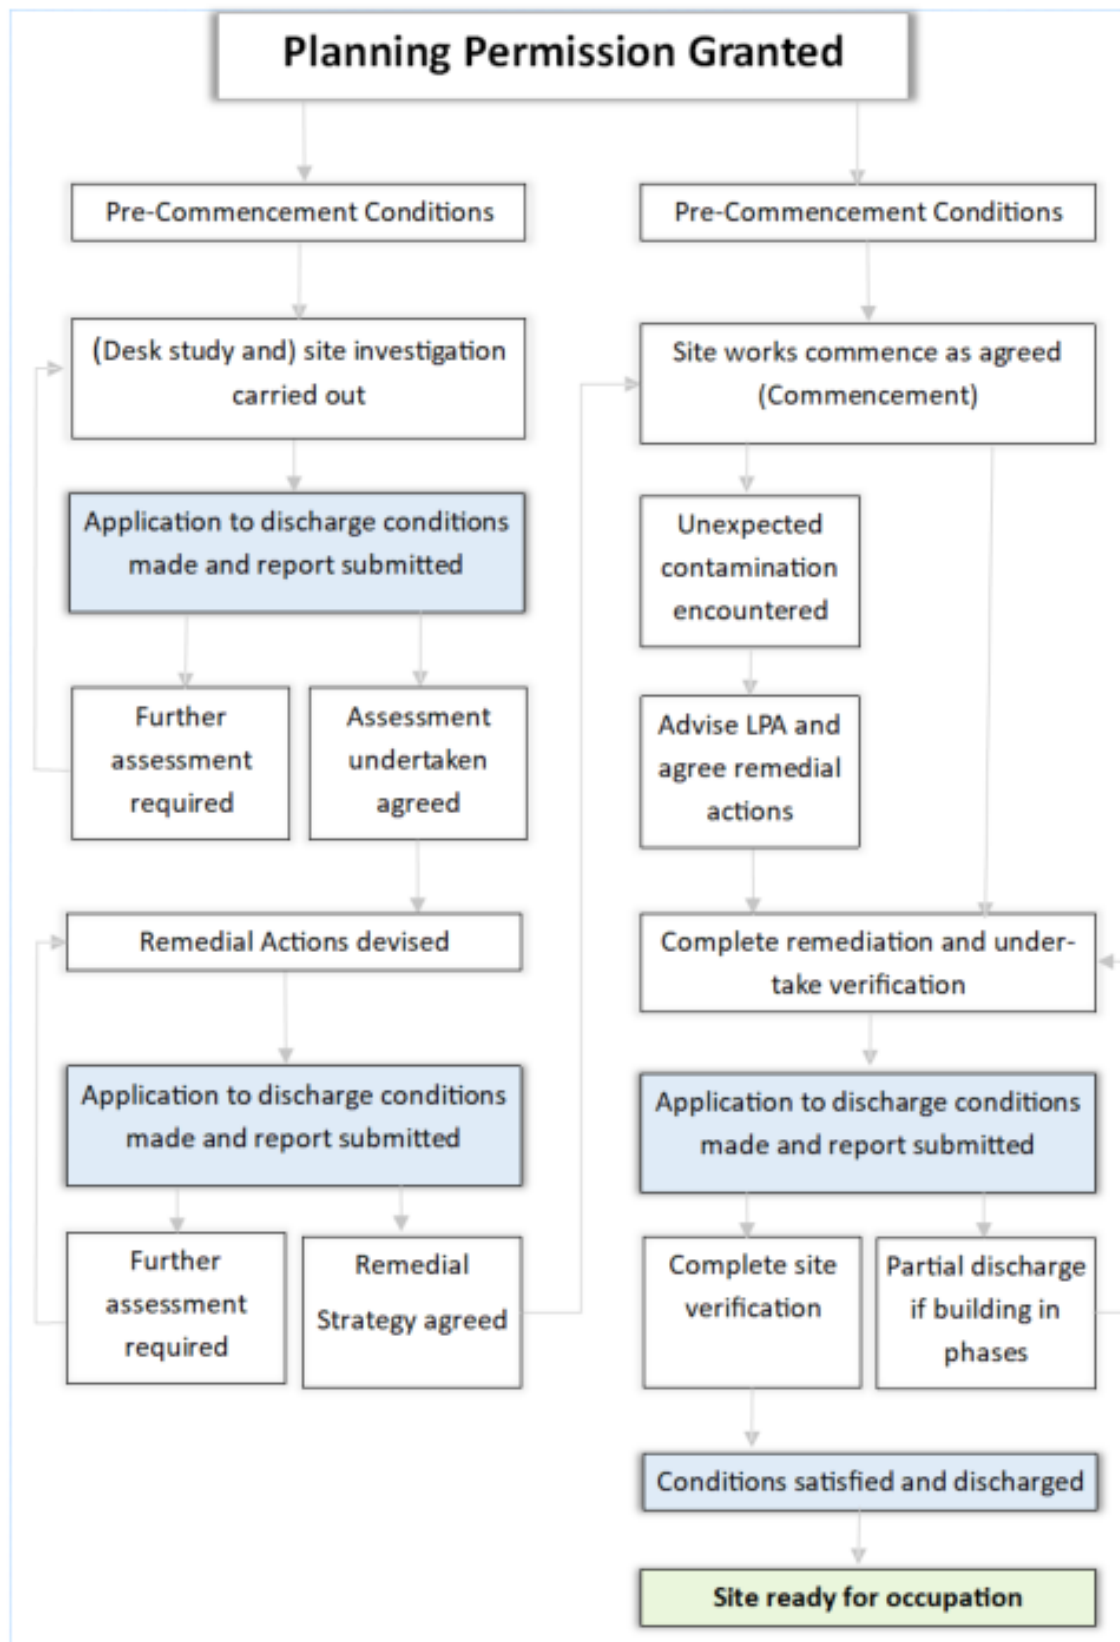 Planning Permission Granted
Pre-Commencement Conditions
(Desk study and) site investigation
carried out
Application to discharge conditions
made and report submitted
Further
assessment
required
Assessment
undertaken
agreed
Remedial Actions devised
Application to discharge conditions
made and report submitted
Further
assessment
required
Remedial
Strategy agreed
Pre-Commencement Conditions
Site works commence as agreed
(Commencement)
Unexpected
contamination
encountered
Advise LPA and
agree remedial
actions
Complete remediation and under-
take verification
Application to discharge conditions
made and report submitted
Complete site
verification
Partial discharge
if building in
phases
Conditions satisfied and discharged
Site ready for occupation